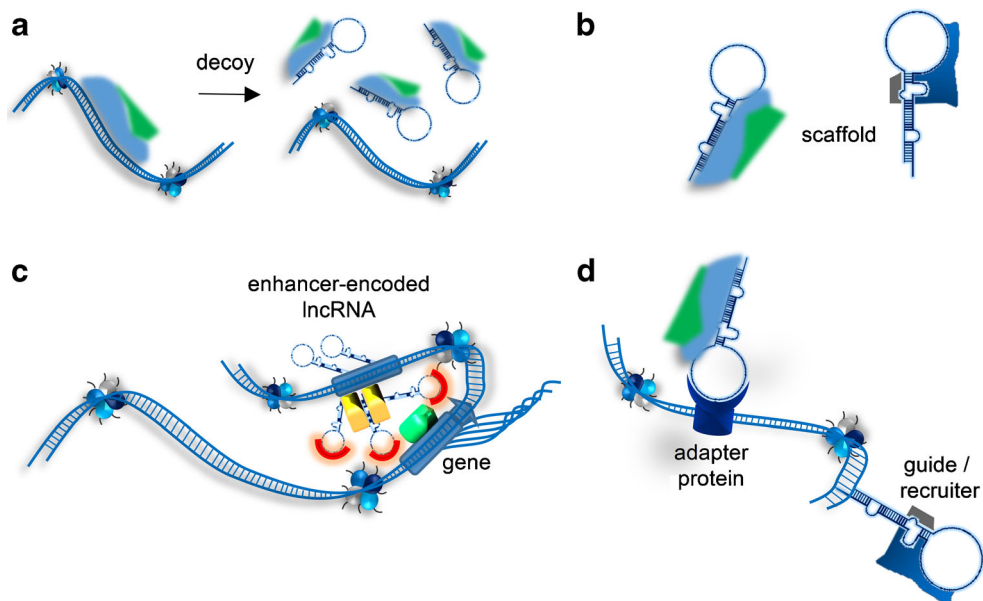 a
decoy
b
scaffold
c
enhancer-encoded
lncRNA
gene
d
adapter
protein
guide /
recruiter